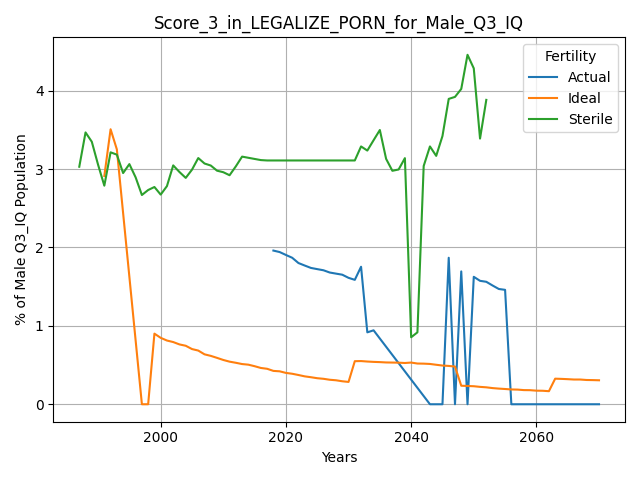 Score_3_in_LEGALIZE_PORN_for_Male_Q3_IQ
Fertility
Actual
Ideal
Sterile
% of Male Q3_IQ Population
4
3
2
1
0
2000 2020 2040 2060
Years